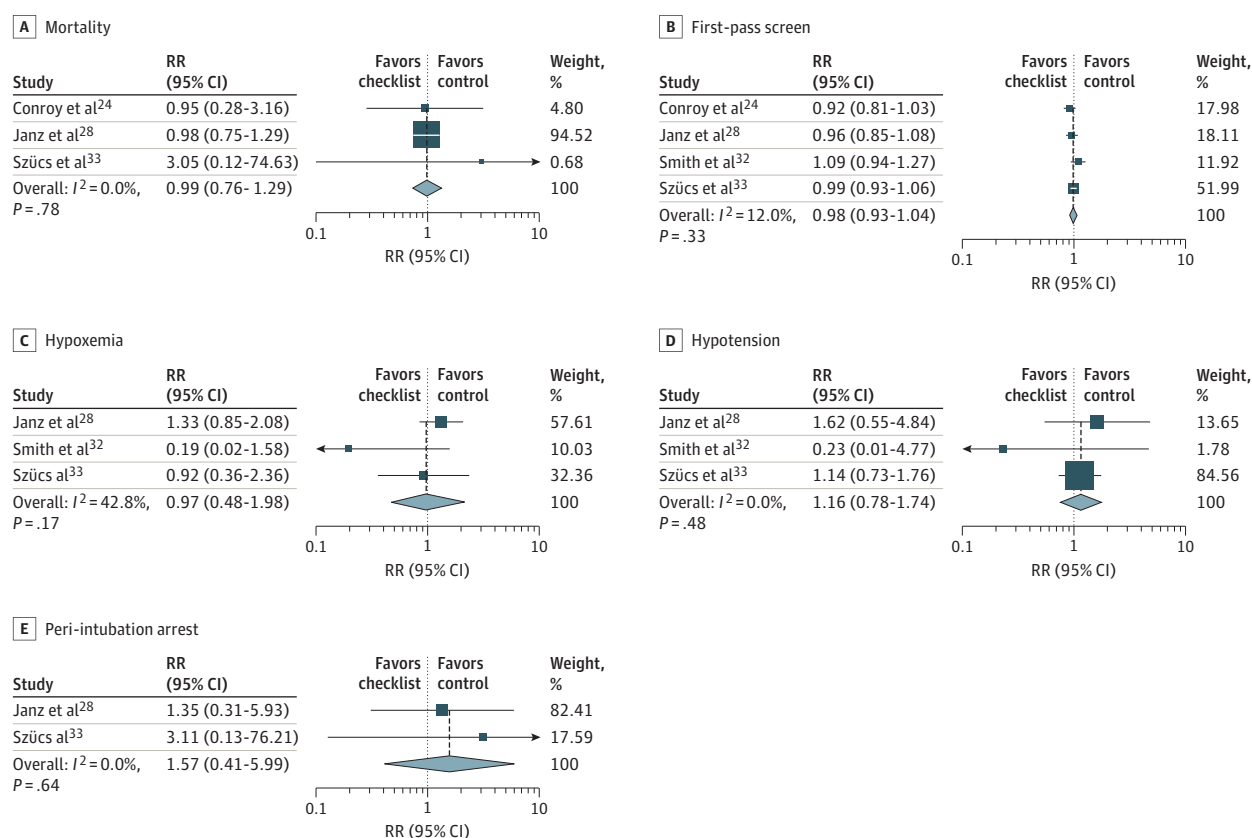 A Mortality
Study RR (95% CI) Favors checklist Favors control Weight, %
Conroy et al24 0.95 (0.28-3.16) 4.80
Janz et al28 0.98 (0.75-1.29) 94.52
Szücs et al33 3.05 (0.12-74.63) 0.68
Overall: I2 = 0.0%, 0.99 (0.76- 1.29) 100
P = .78
0.1 1 10
RR (95% CI)
B First-pass screen
Study RR (95% CI) Favors checklist Favors control Weight, %
Conroy et al24 0.92 (0.81-1.03) 17.98
Janz et al28 0.96 (0.85-1.08) 18.11
Smith et al32 1.09 (0.94-1.27) 11.92
Szücs et al33 0.99 (0.93-1.06) 51.99
Overall: I2 = 12.0%, 0.98 (0.93-1.04) 100
P = .33
0.1 1 10
RR (95% CI)
C Hypoxemia
Study RR (95% CI) Favors checklist Favors control Weight, %
Janz et al28 1.33 (0.85-2.08) 57.61
Smith et al32 0.19 (0.02-1.58) 10.03
Szücs al33 0.92 (0.36-2.36) 32.36
Overall: I2 = 42.8%, 0.97 (0.48-1.98) 100
P = .17
0.1 1 10
RR (95% CI)
D Hypotension
Study RR (95% CI) Favors checklist Favors control Weight, %
Janz et al28 1.62 (0.55-4.84) 13.65
Smith et al32 0.23 (0.01-4.77) 1.78
Szücs et al33 1.14 (0.73-1.76) 84.56
Overall: I2 = 0.0%, 1.16 (0.78-1.74) 100
P = .48
0.1 1 10
RR (95% CI)
E Peri-intubation arrest
Study RR (95% CI) Favors checklist Favors control Weight, %
Janz et al28 1.35 (0.31-5.93) 82.41
Szücs al33 3.11 (0.13-76.21) 17.59
Overall: I2 = 0.0%, 1.57 (0.41-5.99) 100
P = .64
0.1 1 10
RR (95% CI)